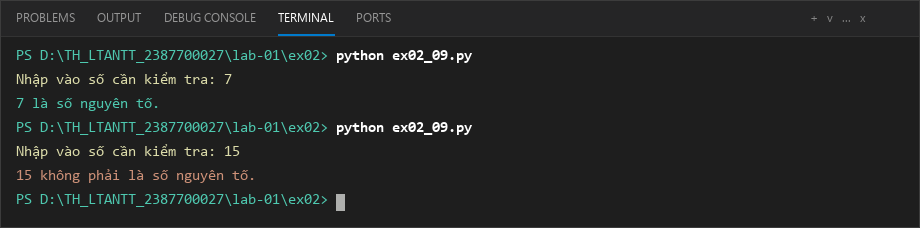 PROBLEMS OUTPUT DEBUG CONSOLE TERMINAL PORTS + v ... x
PS D:\TH_LTANTT_2387700027\lab-01\ex02> python ex02_09.py
Nhập vào số cần kiểm tra: 7
7 là số nguyên tố.
PS D:\TH_LTANTT_2387700027\lab-01\ex02> python ex02_09.py
Nhập vào số cần kiểm tra: 15
15 không phải là số nguyên tố.
PS D:\TH_LTANTT_2387700027\lab-01\ex02>